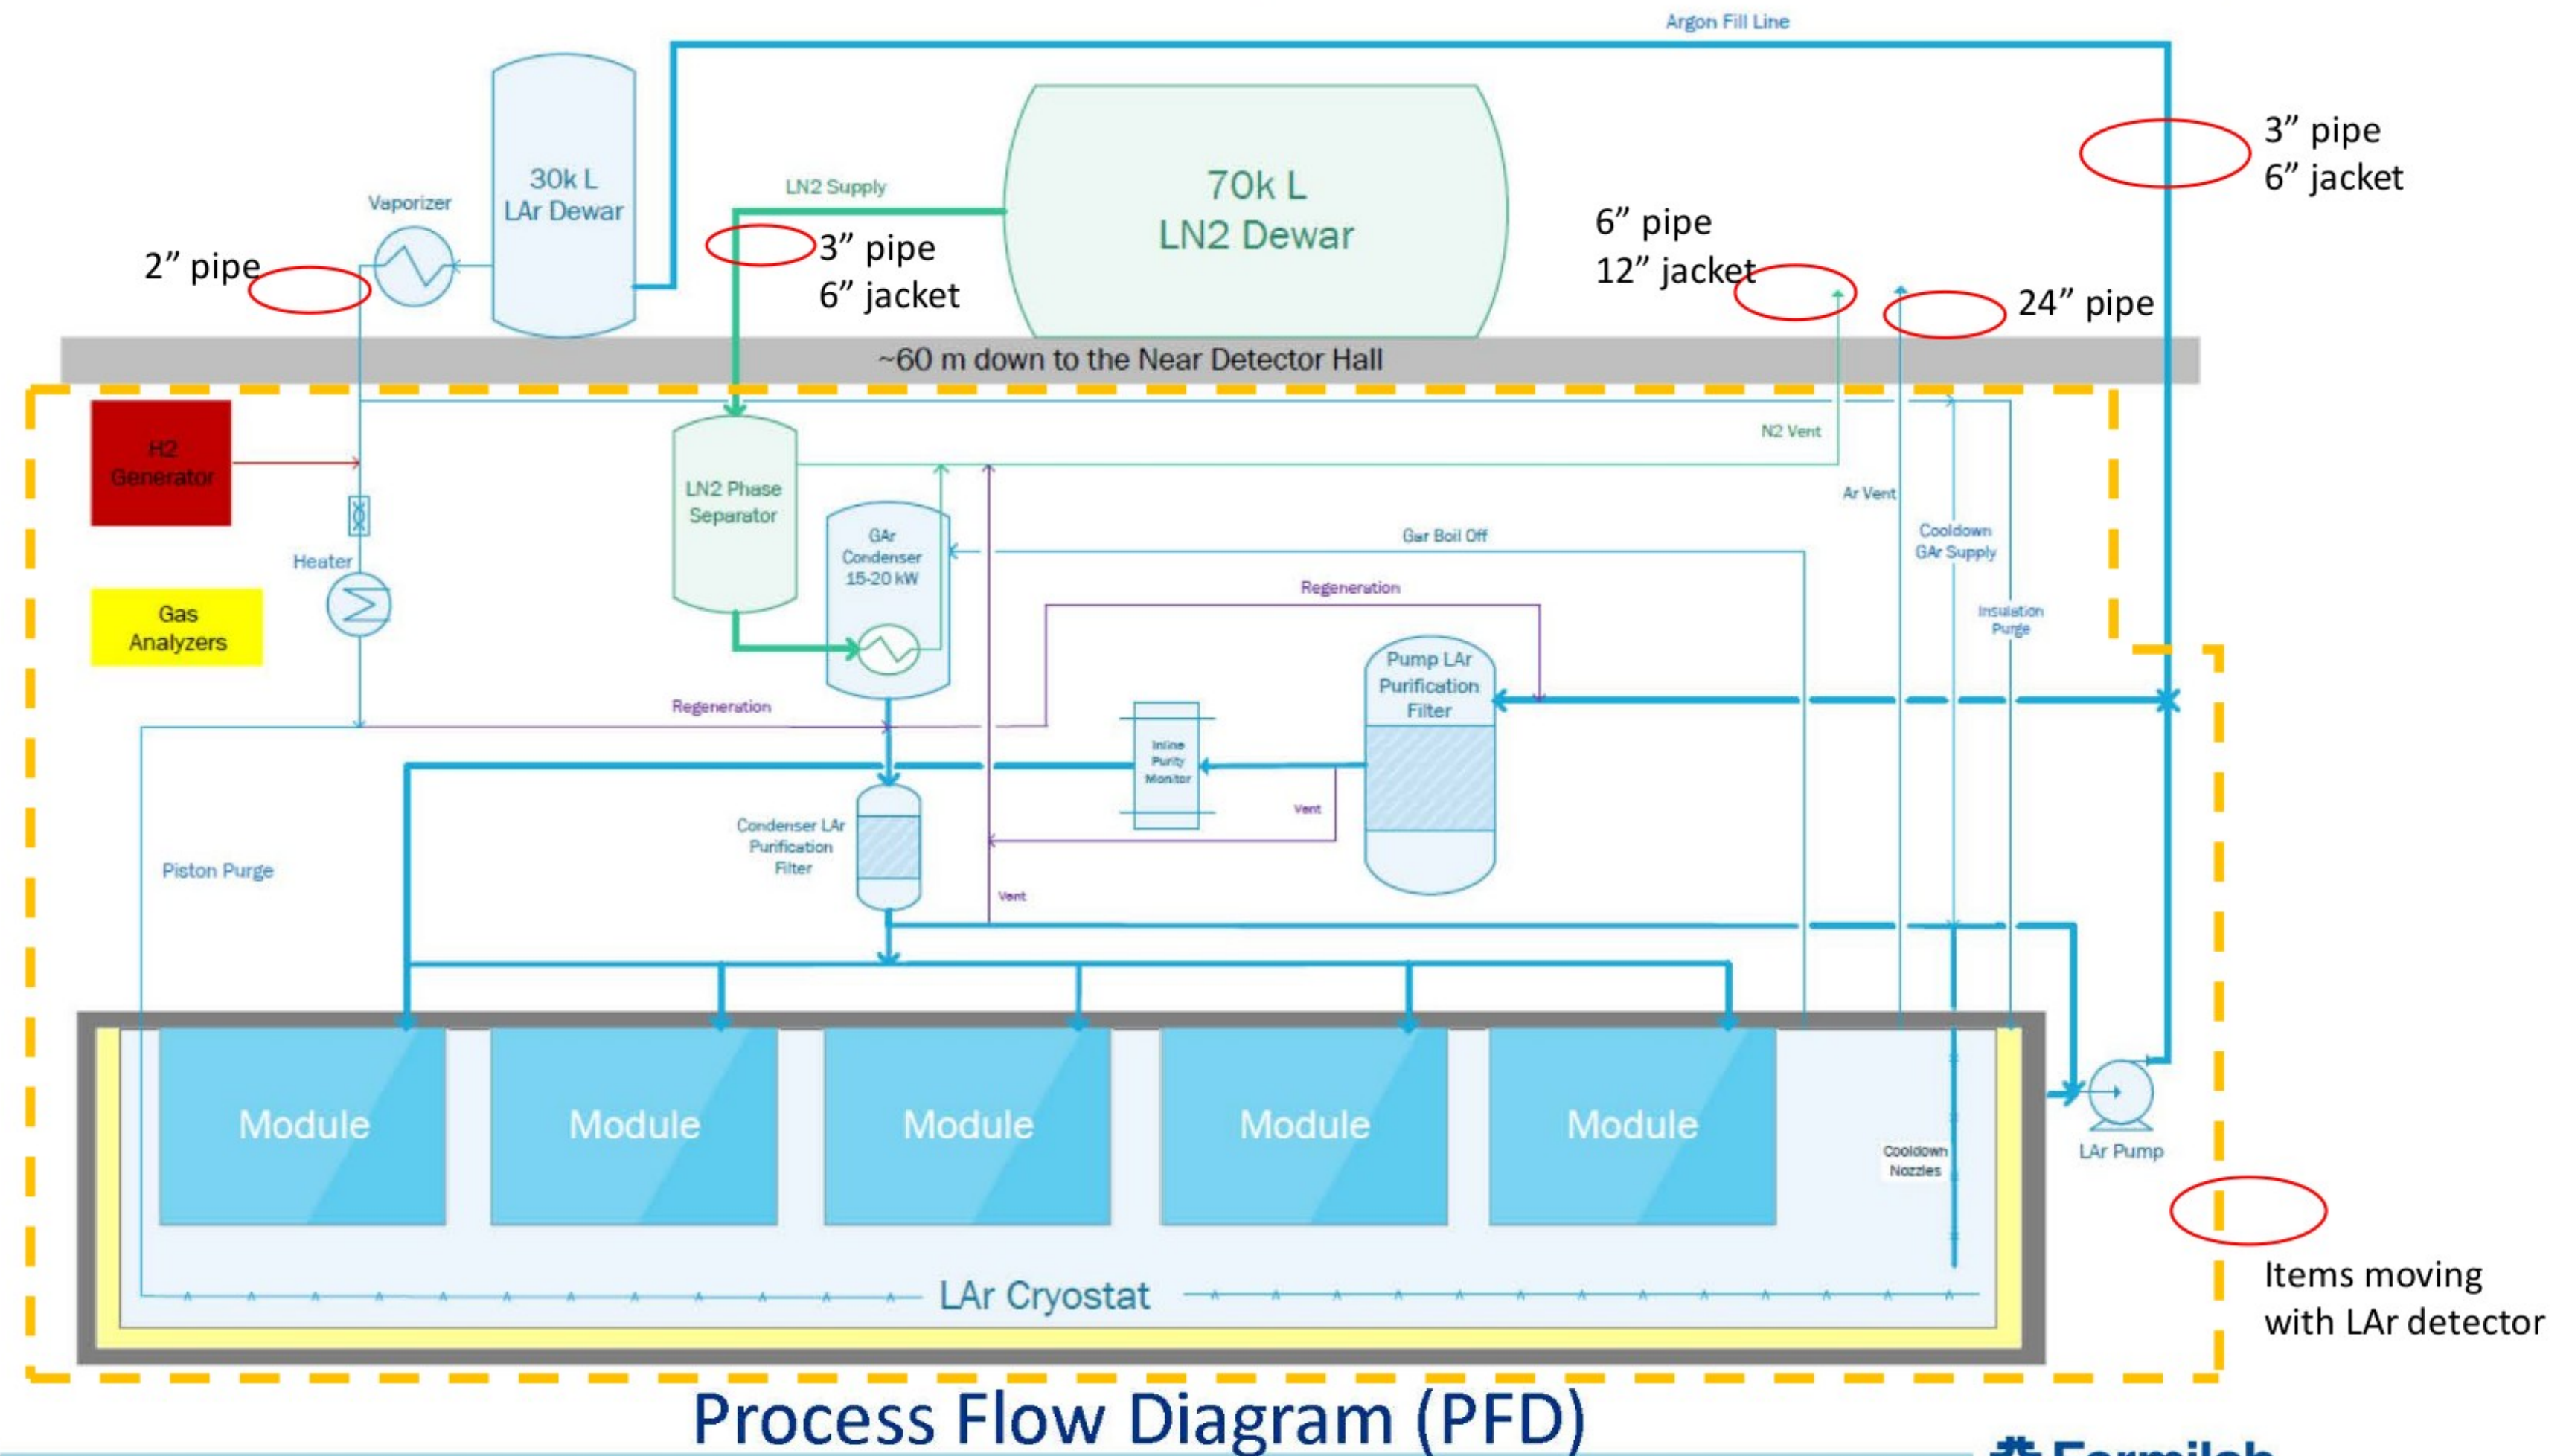 Argon Fill Line
3” pipe
6” jacket
30k L
LAr Dewar
LN2 Supply
70k L
LN2 Dewar
Vaporizer
2” pipe
3” pipe
6” jacket
6” pipe
12” jacket
24” pipe
~60 m down to the Near Detector Hall
H2
Generator
N2 Vent
LN2 Phase
Separator
Ar Vent
GAr
Condenser
15-20 kW
Gar Boil Off
Cooldown
GAr Supply
Heater
Regeneration
Insulation
Purge
Gas
Analyzers
Pump LAr
Purification
Filter
Regeneration
Inline
Purity
Monitor
Vent
Condenser LAr
Purification
Filter
Piston Purge
Vent
Module
Module
Module
Module
Module
Cooldown
Nozzles
LAr Pump
LAr Cryostat
Items moving
with LAr detector
Process Flow Diagram (PFD)
Fermilab